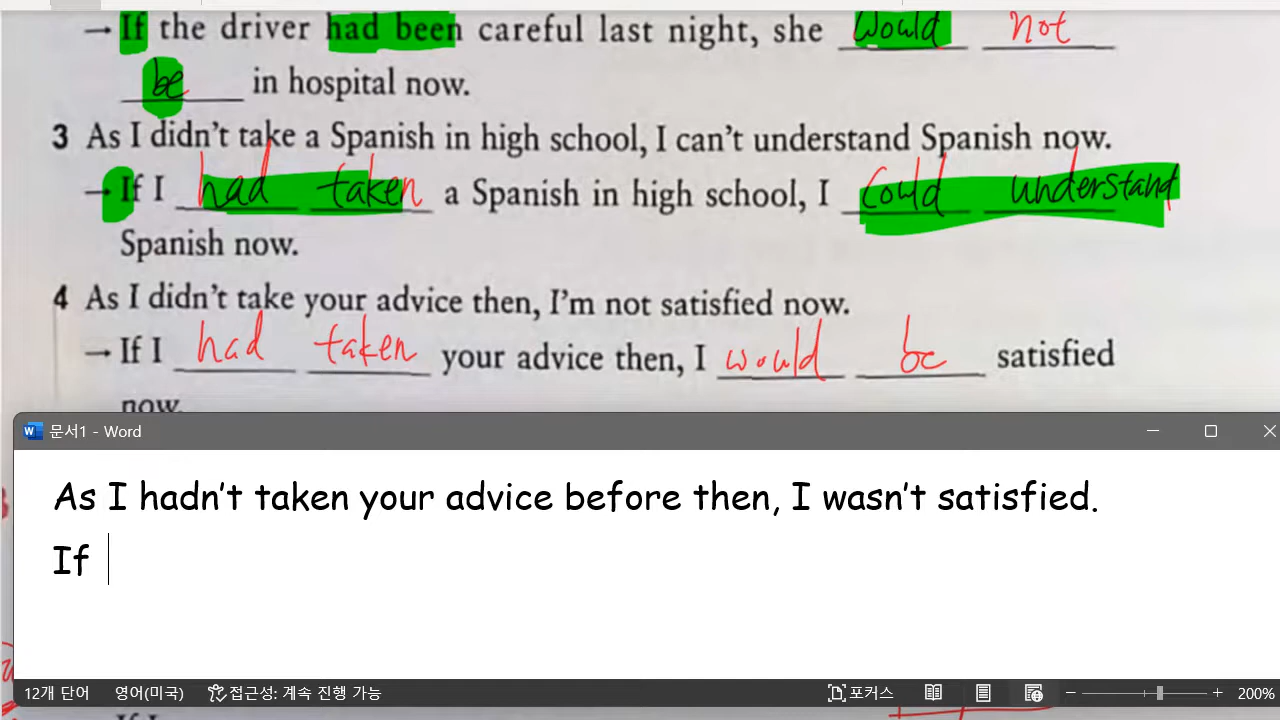 → If the driver had been careful last night, she would not
be in hospital now.
3 As I didn't take a Spanish in high school, I can't understand Spanish now.
→ If I had taken a Spanish in high school, I could understand
Spanish now.
4 As I didn't take your advice then, I'm not satisfied now.
→ If I had taken your advice then, I would be satisfied
now.
문서1 - Word
As I hadn't taken your advice before then, I wasn't satisfied.
If
12개 단어 영어(미국) 접근성: 계속 진행 가능 포커스 200%